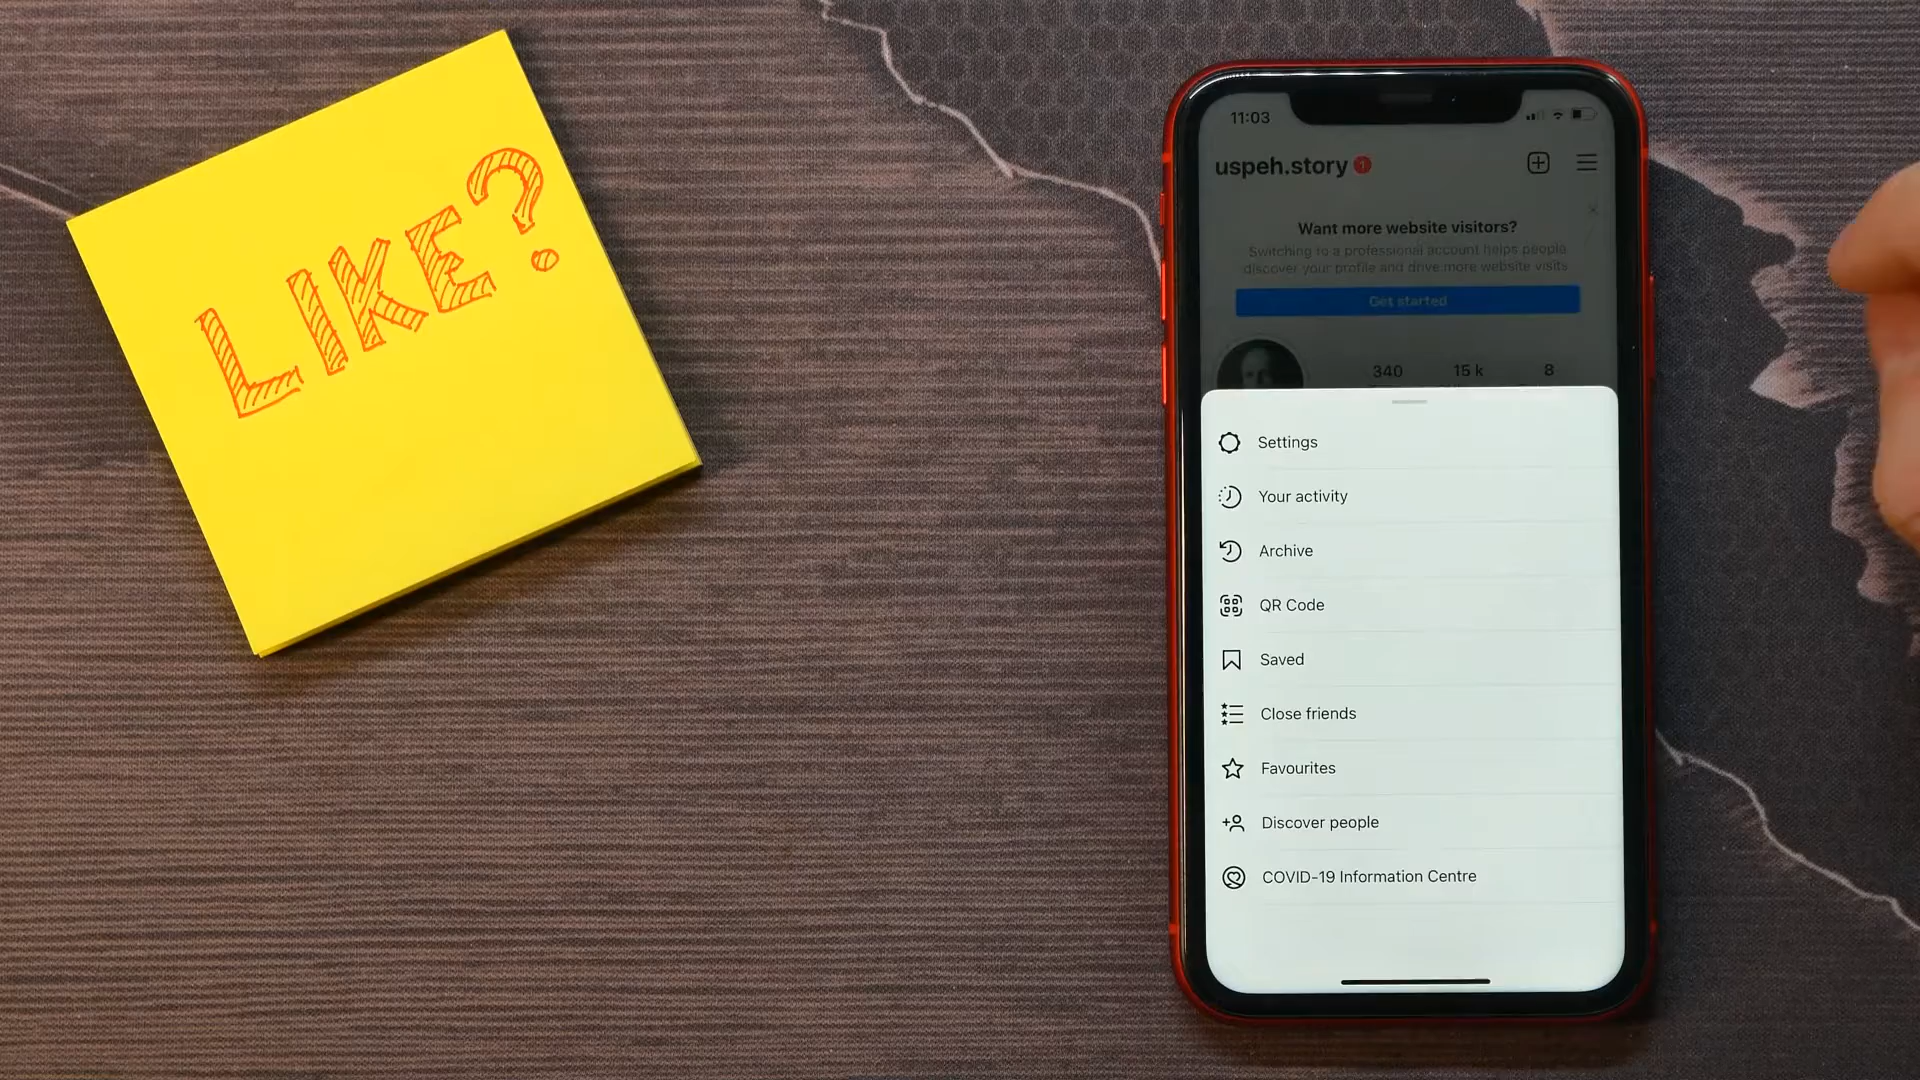 LIKE?
11:03
uspeh.story 1
Want more website visitors?
Switching to a professional account helps people
discover your profile and drive more website visits
Get started
340 15 k 8
Settings
Your activity
Archive
QR Code
Saved
Close friends
Favourites
Discover people
COVID-19 Information Centre